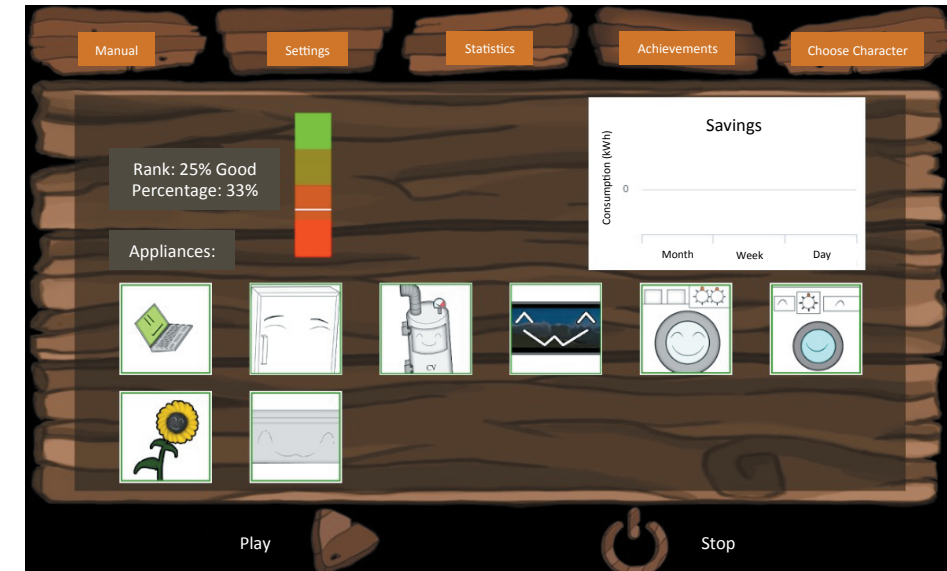 Manual
Settings
Statistics
Achievements
Choose Character
Savings
Consumption (kWh)
0
Month
Week
Day
Rank: 25% Good
Percentage: 33%
Appliances:
CV
Play
Stop